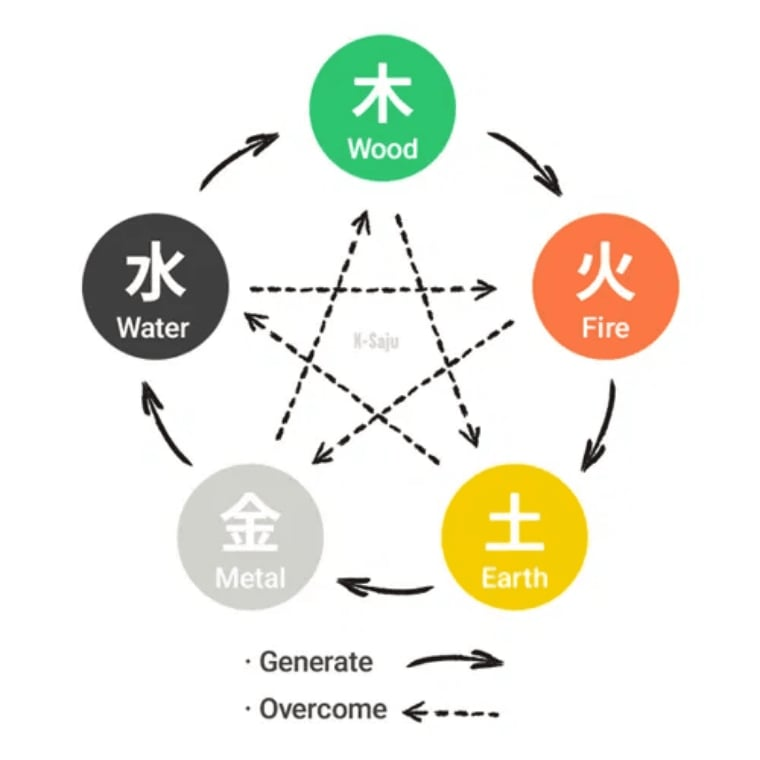 木
Wood
水
Water
火
Fire
K-Saju
金
Metal
土
Earth
· Generate
· Overcome